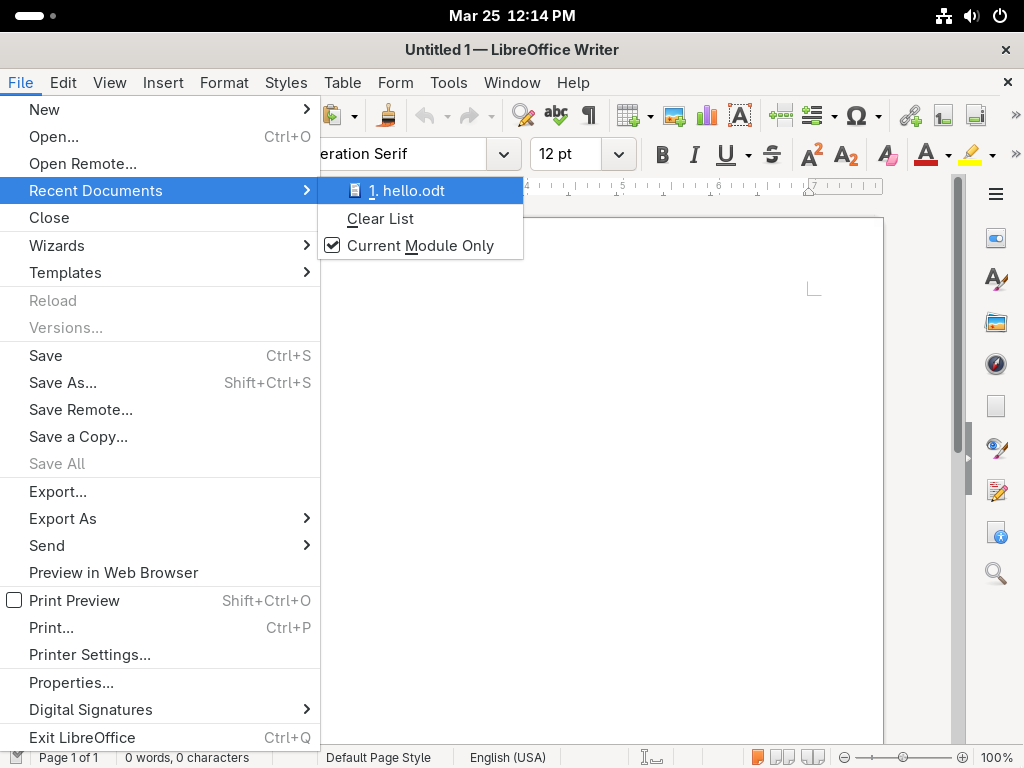 Mar 25 12:14 PM
Untitled 1 — LibreOffice Writer
File Edit View Insert Format Styles Table Form Tools Window Help
New
Open... Ctrl+O
Open Remote...
Recent Documents
Close
Wizards
Templates
Reload
Versions...
Save Ctrl+S
Save As... Shift+Ctrl+S
Save Remote...
Save a Copy...
Save All
Export...
Export As
Send
Preview in Web Browser
Print Preview Shift+Ctrl+O
Print... Ctrl+P
Printer Settings...
Properties...
Digital Signatures
Exit LibreOffice Ctrl+Q
1. hello.odt
Clear List
Current Module Only
eration Serif 12 pt
4 5 6 7
Page 1 of 1 0 words, 0 characters Default Page Style English (USA) 100%